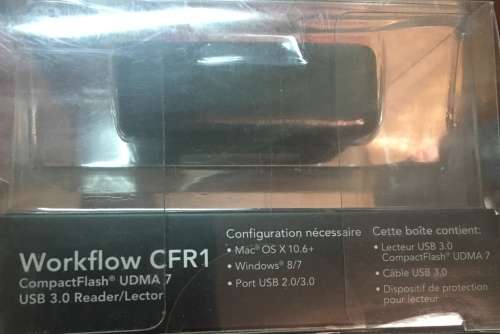 Workflow CFR1
CompactFlash® UDMA 7
USB 3.0 Reader/Lector
Configuration nécessaire
• Mac® OS X 10.6+
• Windows® 8/7
• Port USB 2.0/3.0
Cette boîte contient:
• Lecteur USB 3.0
CompactFlash® UDMA 7
• Câble USB 3.0
• Dispositif de protection
pour lecteur